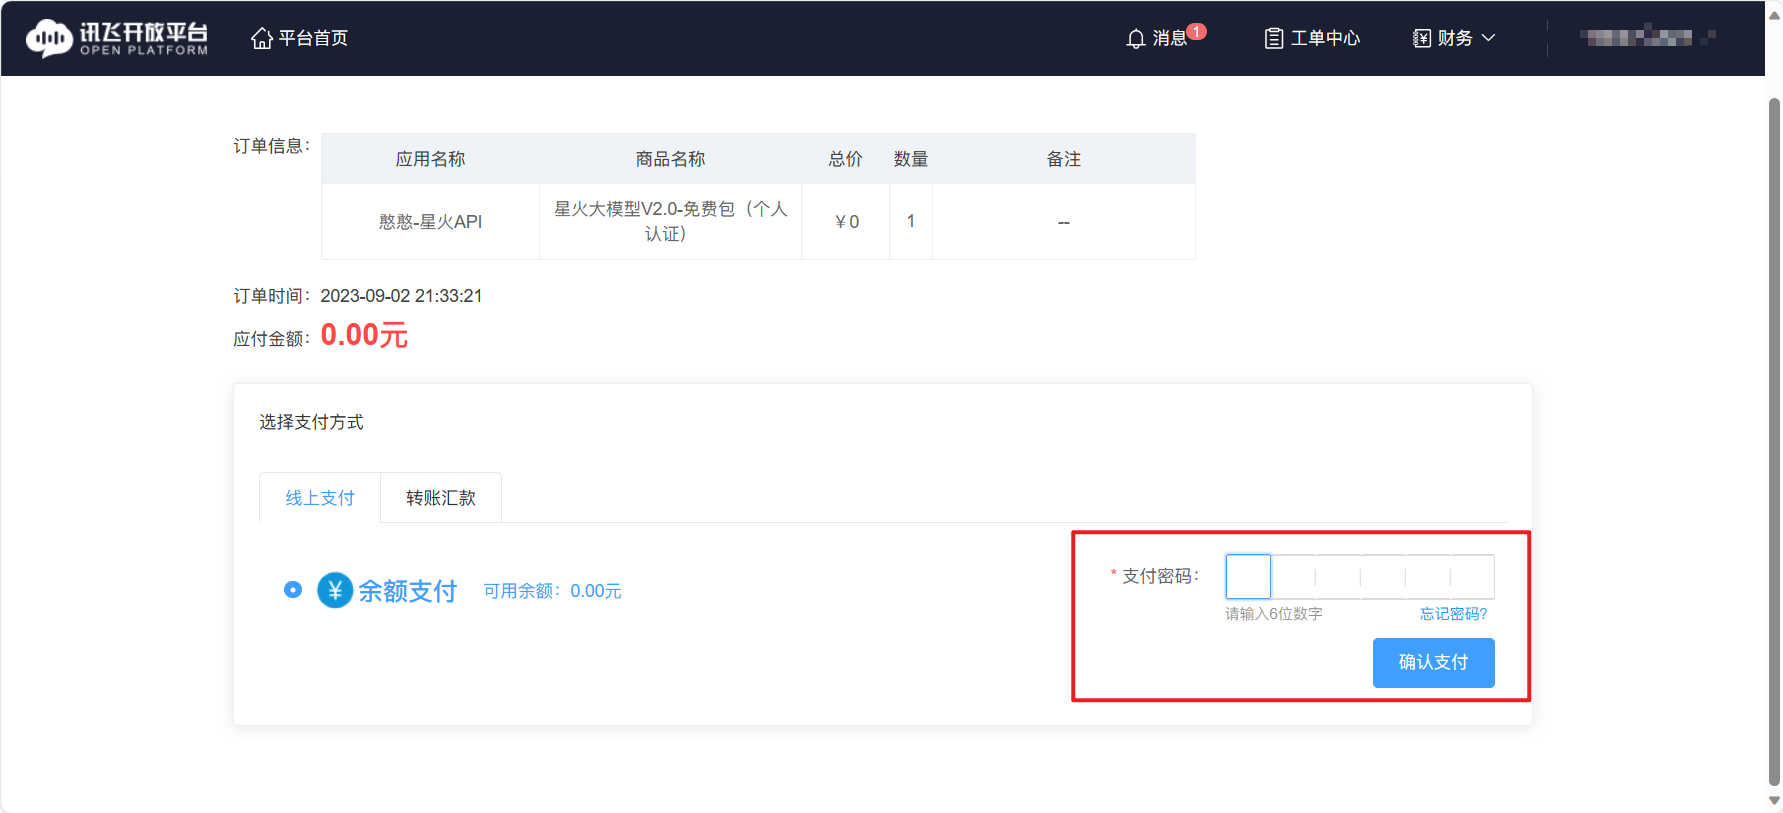 讯飞开放平台
OPEN PLATFORM
平台首页
消息 1
工单中心
财务
订单信息：
应用名称 商品名称 总价 数量 备注
憨憨-星火API 星火大模型V2.0-免费包（个人 ￥0 1 --
认证）
订单时间： 2023-09-02 21:33:21
应付金额： 0.00元
选择支付方式
线上支付 转账汇款
余额支付 可用余额：0.00元
* 支付密码：
请输入6位数字 忘记密码?
确认支付